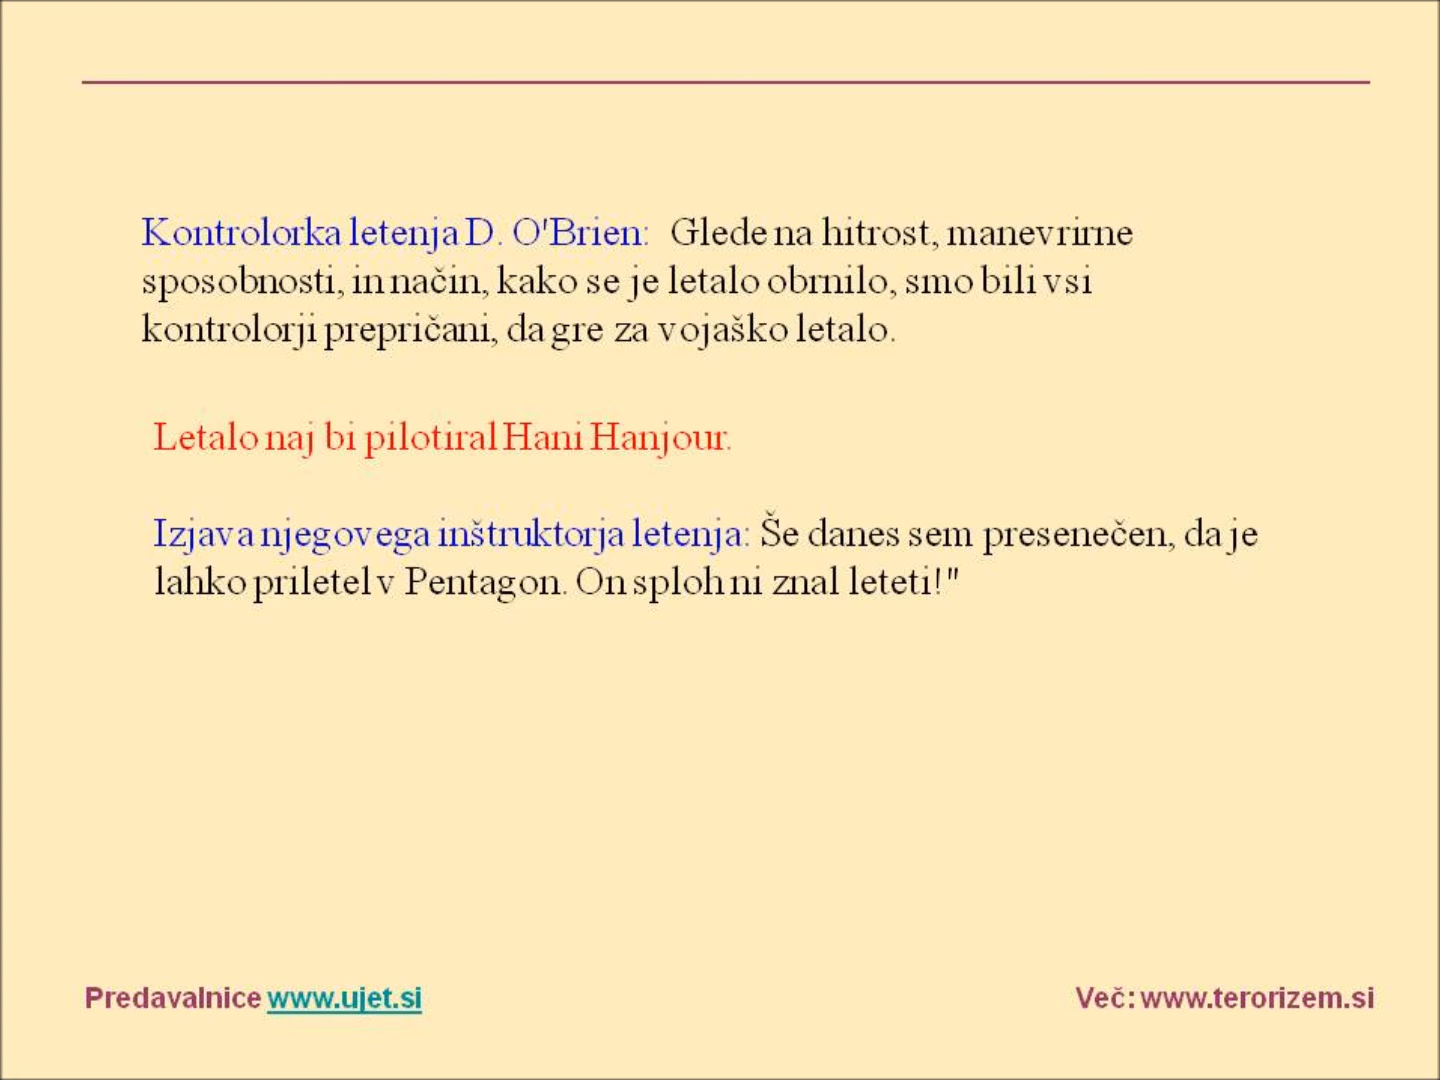 Kontrolorka letenja D. O'Brien: Glede na hitrost, manevrirne
sposobnosti, in način, kako se je letalo obrnilo, smo bili vsi
kontrolorji prepričani, da gre za vojaško letalo.
Letalo naj bi pilotiral Hani Hanjour.
Izjava njegovega inštruktorja letenja: Še danes sem presenečen, da je
lahko priletel v Pentagon. On sploh ni znal leteti!"
Predavalnice www.ujet.si
Več: www.terorizem.si